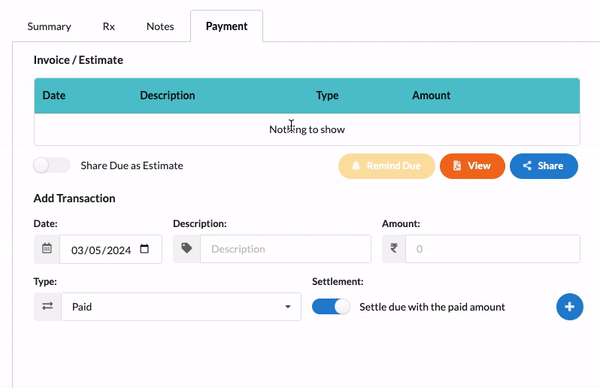 Summary Rx Notes Payment
Invoice / Estimate
Date Description Type Amount
Nothing to show
Share Due as Estimate Remind Due View Share
Add Transaction
Date: Description: Amount:
03/05/2024 Description ₹ 0
Type: Settlement:
Paid Settle due with the paid amount